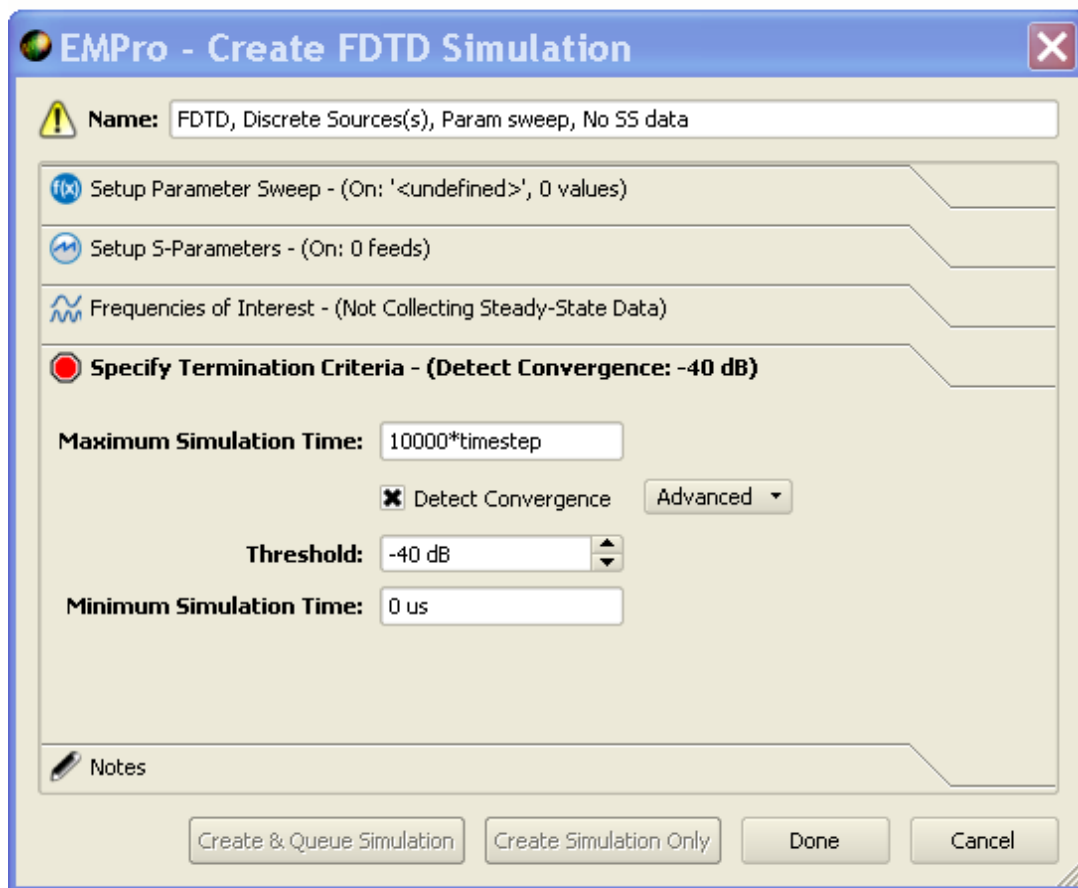 EMPro - Create FDTD Simulation
Name: FDTD, Discrete Sources(s), Param sweep, No SS data
f(x) Setup Parameter Sweep - (On: '<undefined>', 0 values)
Setup S-Parameters - (On: 0 feeds)
Frequencies of Interest - (Not Collecting Steady-State Data)
Specify Termination Criteria - (Detect Convergence: -40 dB)
Maximum Simulation Time: 10000*timestep
Detect Convergence Advanced
Threshold: -40 dB
Minimum Simulation Time: 0 us
Notes
Create & Queue Simulation Create Simulation Only Done Cancel